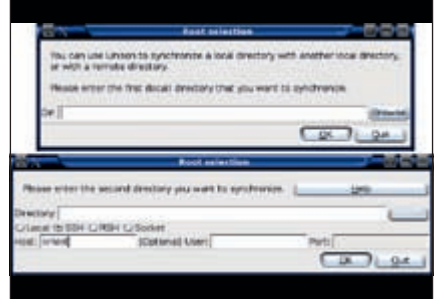 Root selection
You can use Unison to synchronize a local directory with another local directory,
or with a remote directory.
Please enter the first (local) directory that you want to synchronize.
Dir:
Browse
OK Quit
Root selection
Please enter the second directory you want to synchronize. Help
Directory:
Local SSH RSH Socket
Host: (Optional) User: Port:
OK Quit